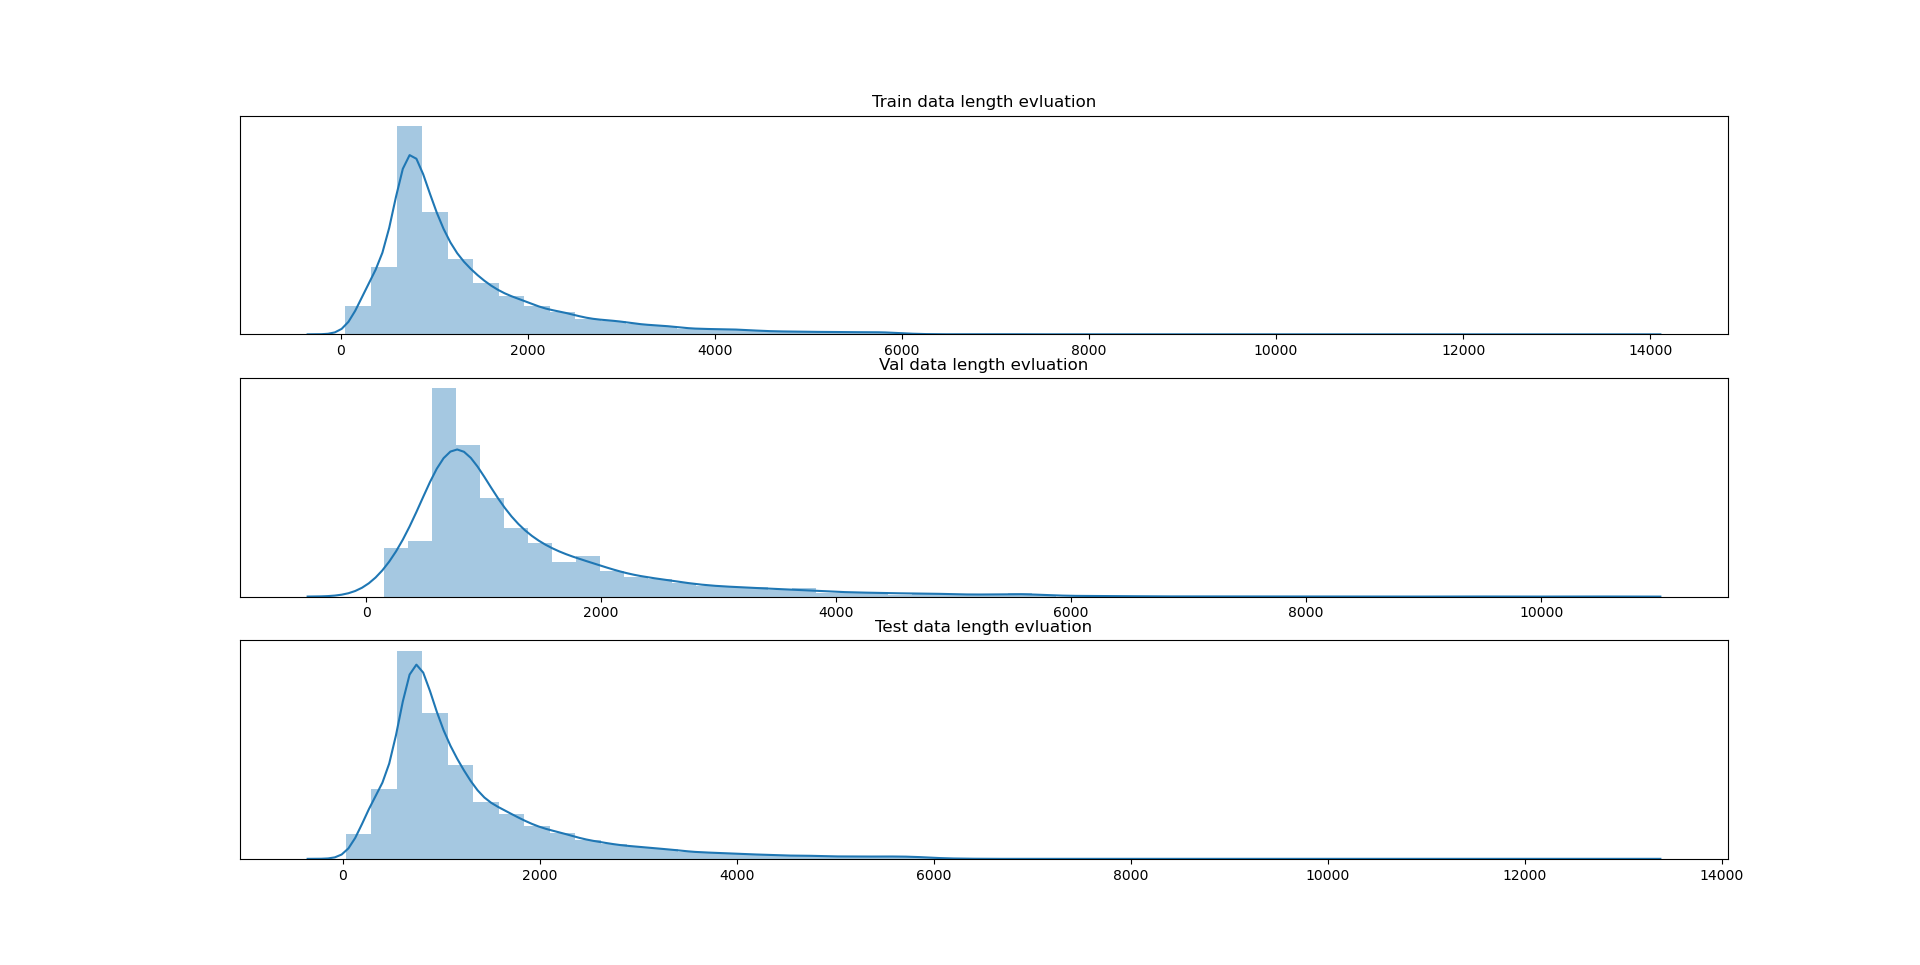 Train data length evluation
0 2000 4000 6000 8000 10000 12000 14000
Val data length evluation
0 2000 4000 6000 8000 10000
Test data length evluation
0 2000 4000 6000 8000 10000 12000 14000